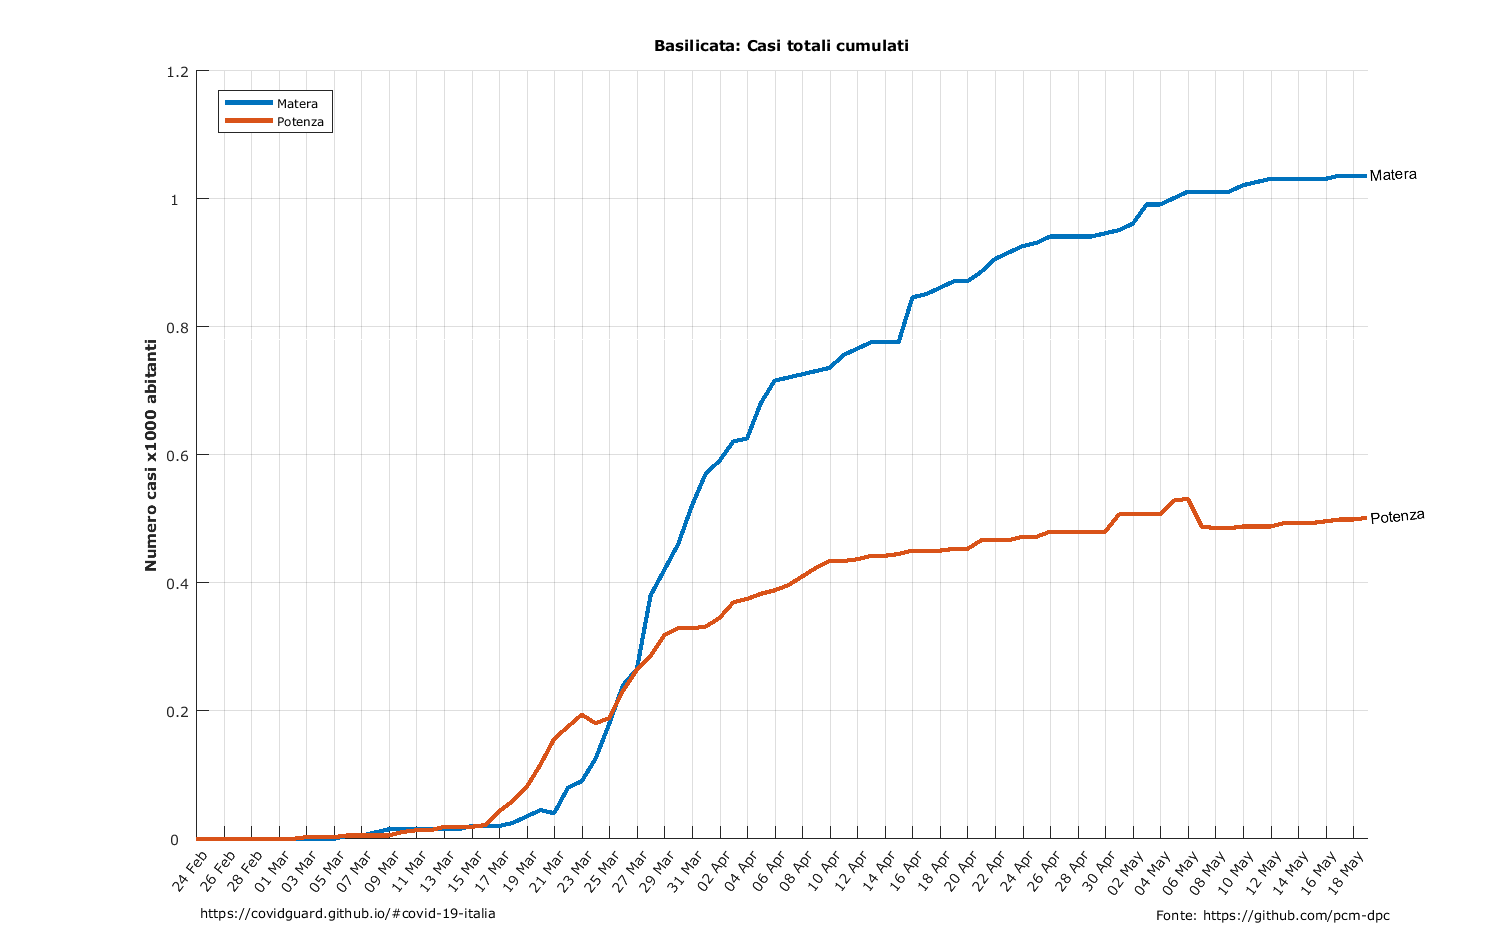 Basilicata: Casi totali cumulati
Matera
Potenza
Numero casi x1000 abitanti
1.2
1
0.8
0.6
0.4
0.2
0
Matera
Potenza
24 Feb
26 Feb
28 Feb
01 Mar
03 Mar
05 Mar
07 Mar
09 Mar
11 Mar
13 Mar
15 Mar
17 Mar
19 Mar
21 Mar
23 Mar
25 Mar
27 Mar
29 Mar
31 Mar
02 Apr
04 Apr
06 Apr
08 Apr
10 Apr
12 Apr
14 Apr
16 Apr
18 Apr
20 Apr
22 Apr
24 Apr
26 Apr
28 Apr
30 Apr
02 May
04 May
06 May
08 May
10 May
12 May
14 May
16 May
18 May
https://covidguard.github.io/#covid-19-italia
Fonte: https://github.com/pcm-dpc